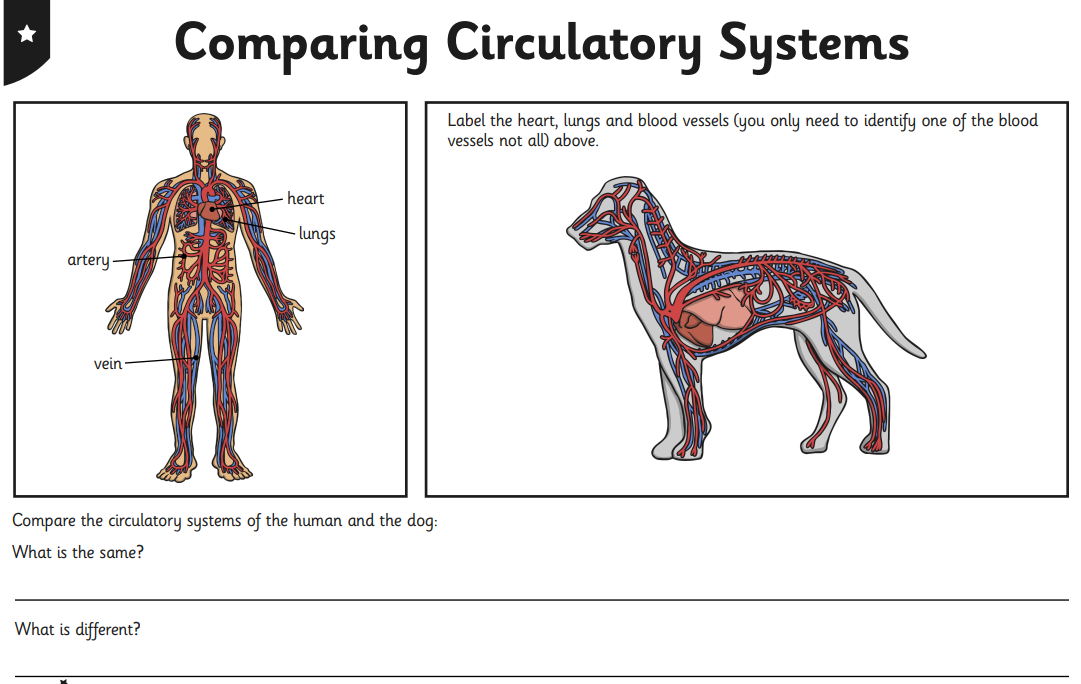 Comparing Circulatory Systems
heart
lungs
artery
vein
Label the heart, lungs and blood vessels (you only need to identify one of the blood
vessels not all) above.
Compare the circulatory systems of the human and the dog:
What is the same?
What is different?